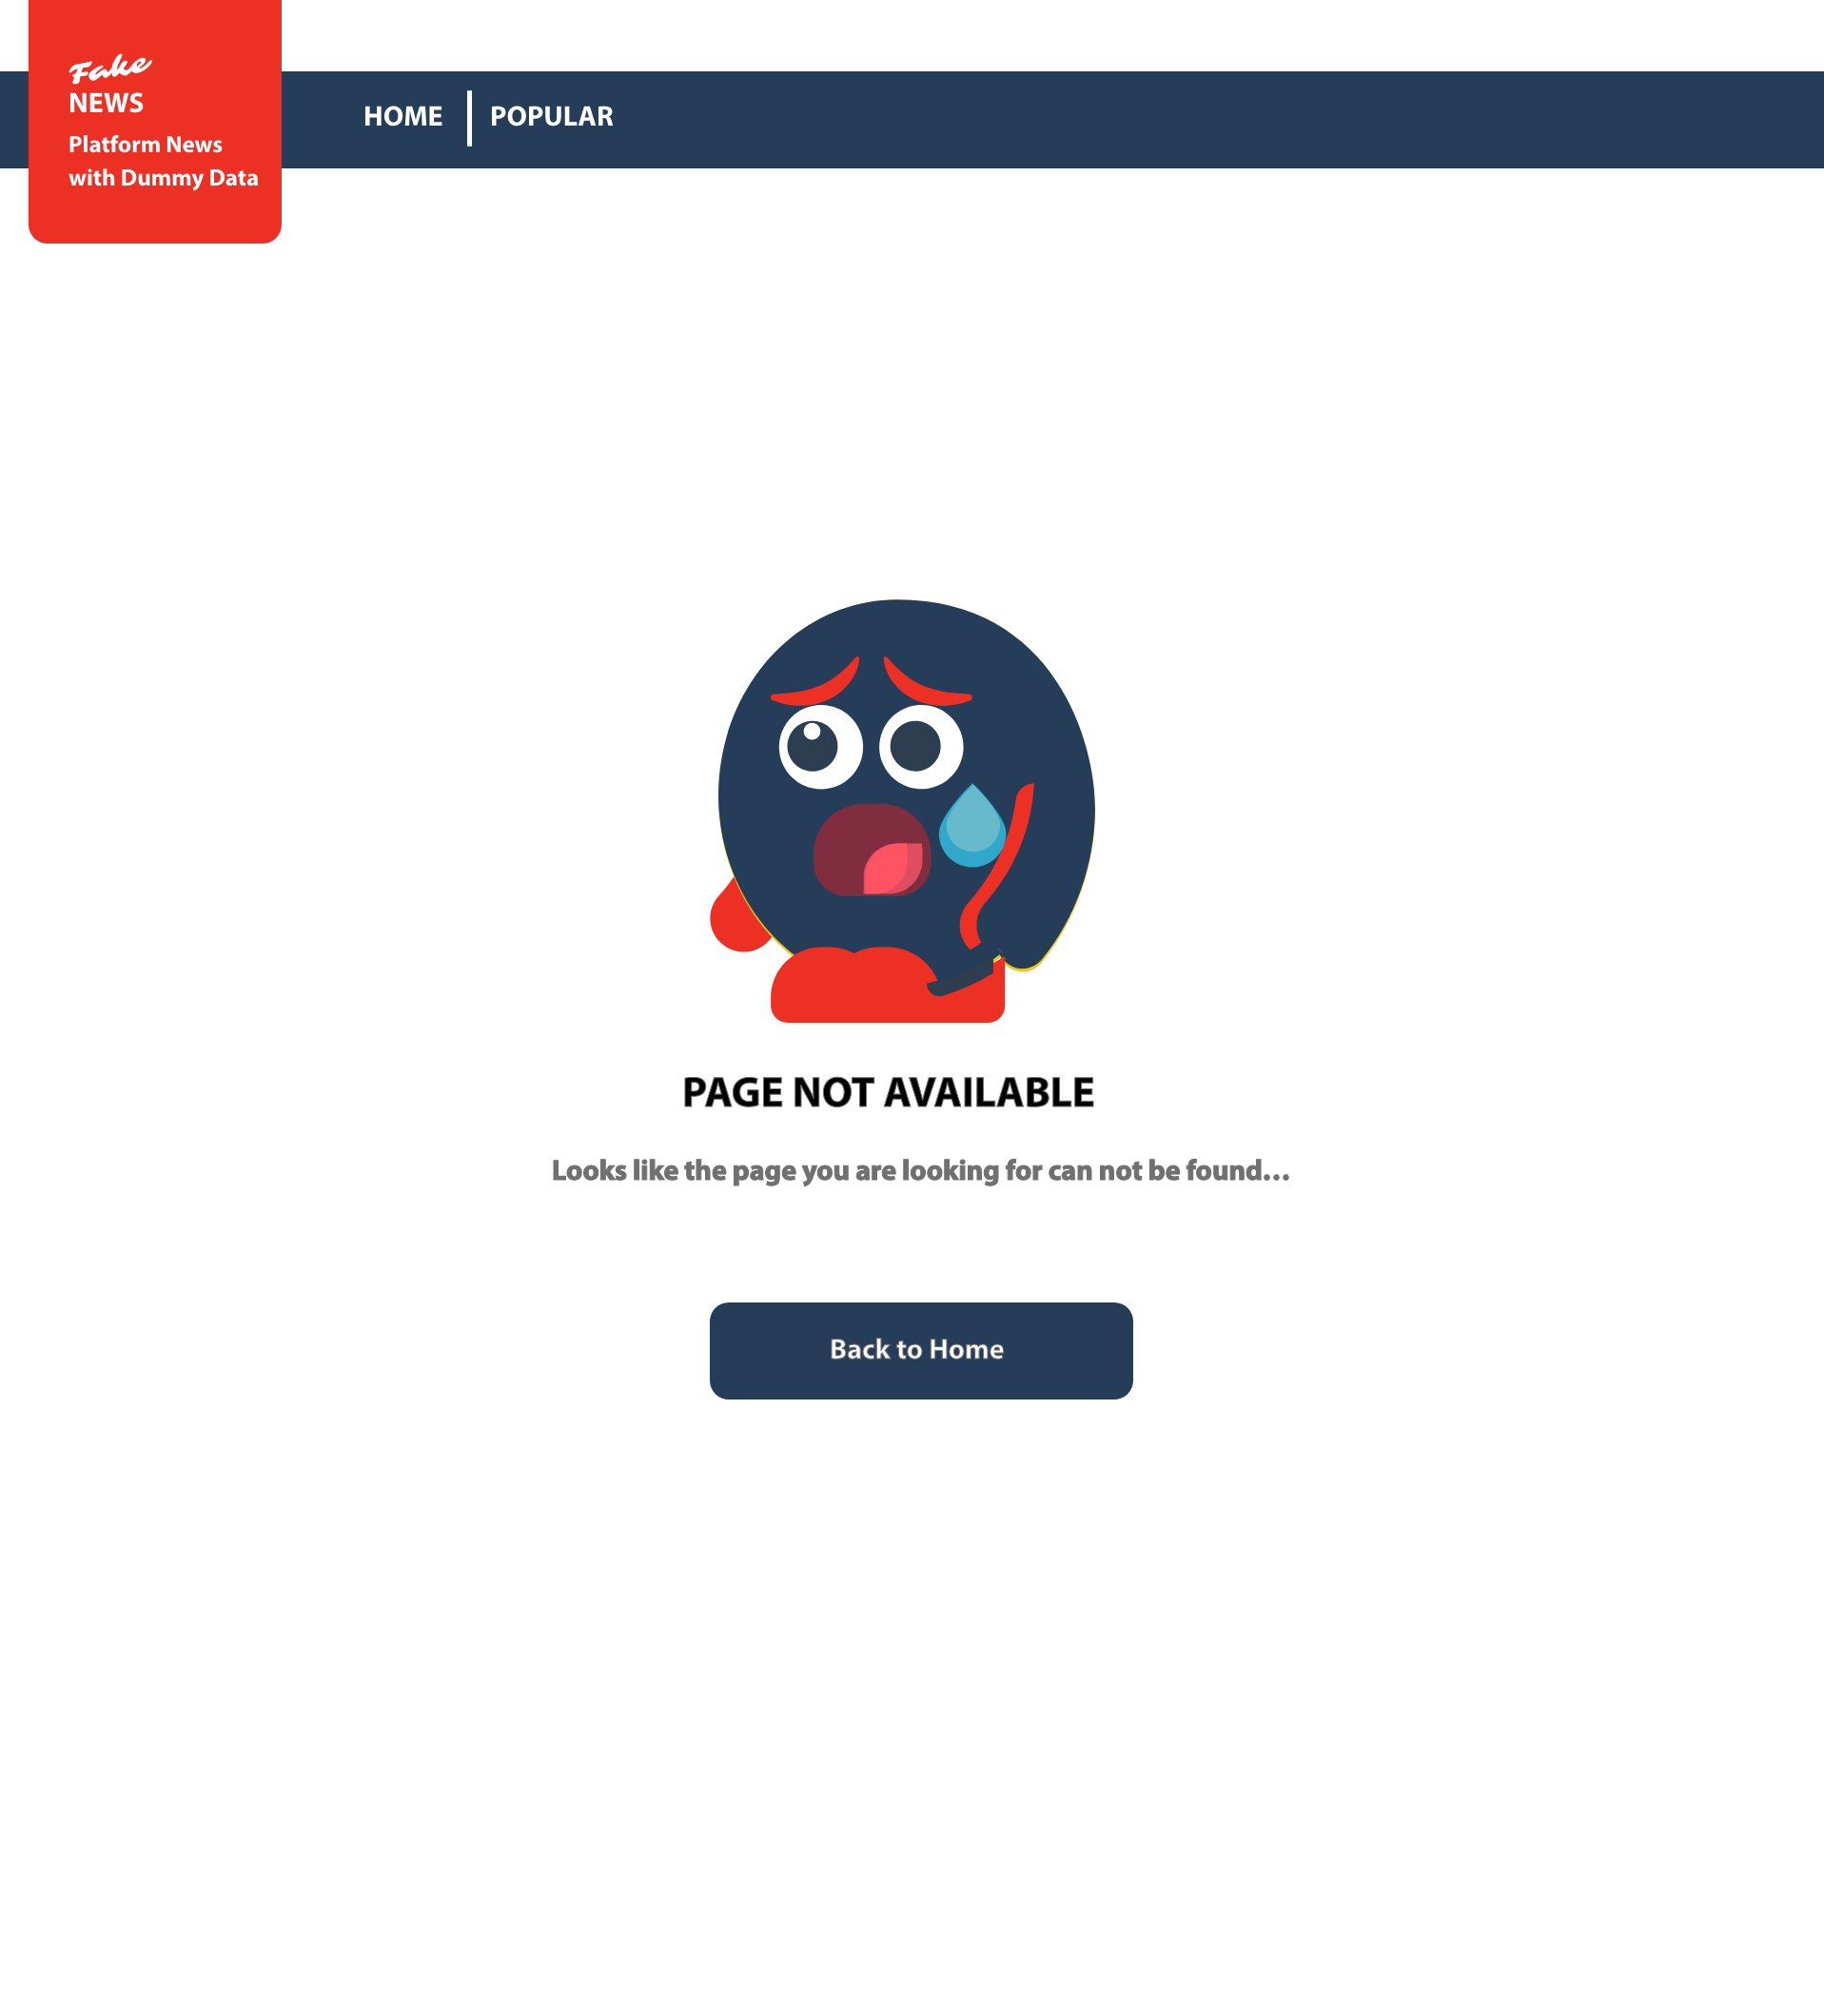 Fake
NEWS
Platform News
with Dummy Data
HOME
POPULAR
PAGE NOT AVAILABLE
Looks like the page you are looking for can not be found...
Back to Home